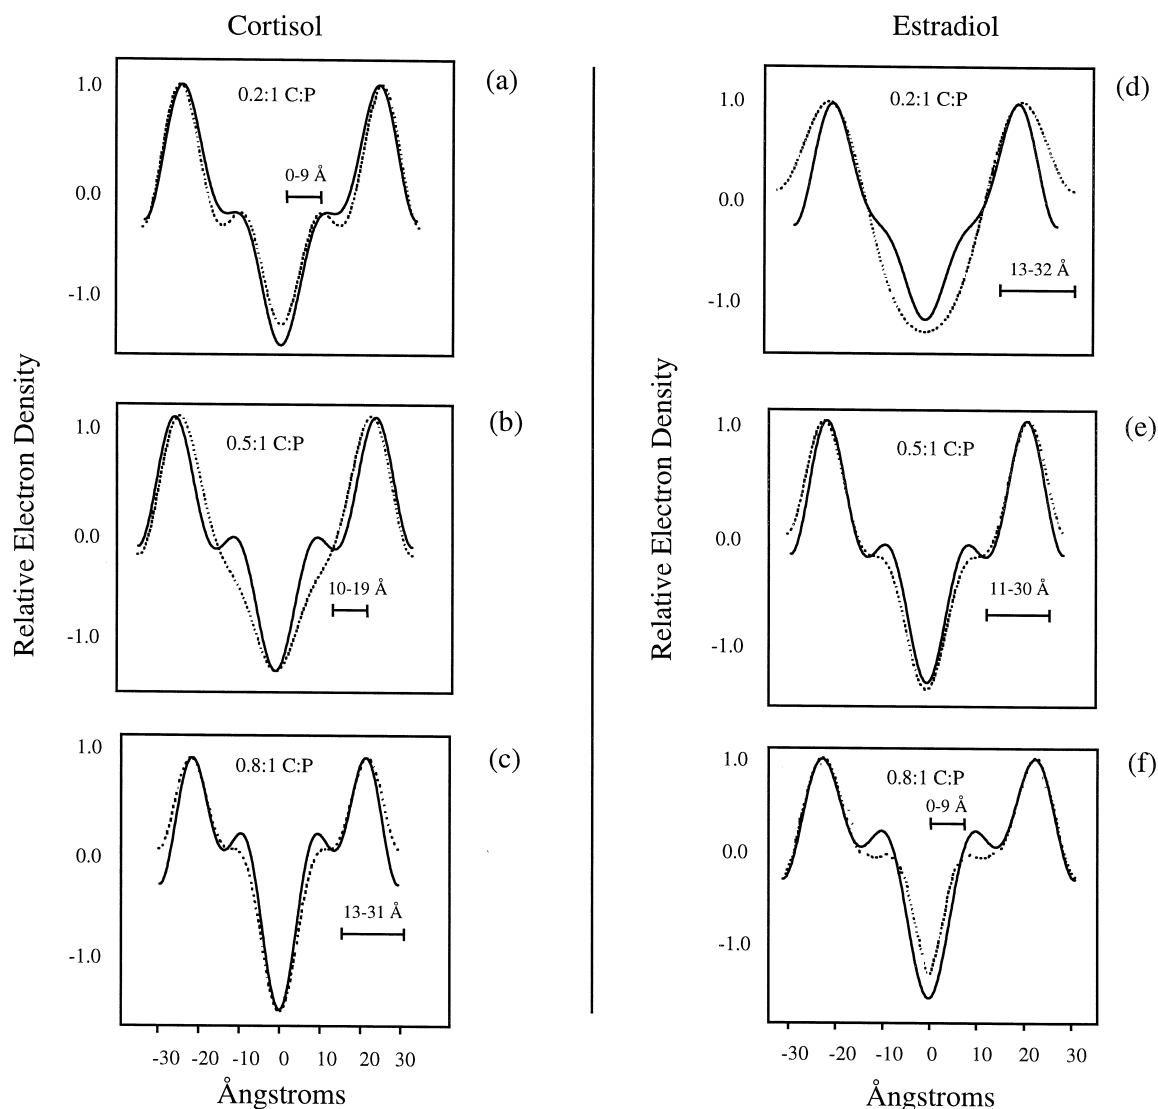 Cortisol
(a)
0.2:1 C:P
1.0
0.0
-1.0
0-9 Å
(b)
0.5:1 C:P
1.0
0.0
-1.0
10-19 Å
(c)
0.8:1 C:P
1.0
0.0
-1.0
13-31 Å
Relative Electron Density
-30 -20 -10 0 10 20 30
Ångstroms
Estradiol
(d)
0.2:1 C:P
1.0
0.0
-1.0
13-32 Å
(e)
0.5:1 C:P
1.0
0.0
-1.0
11-30 Å
(f)
0.8:1 C:P
0-9 Å
1.0
0.0
-1.0
Relative Electron Density
-30 -20 -10 0 10 20 30
Ångstroms